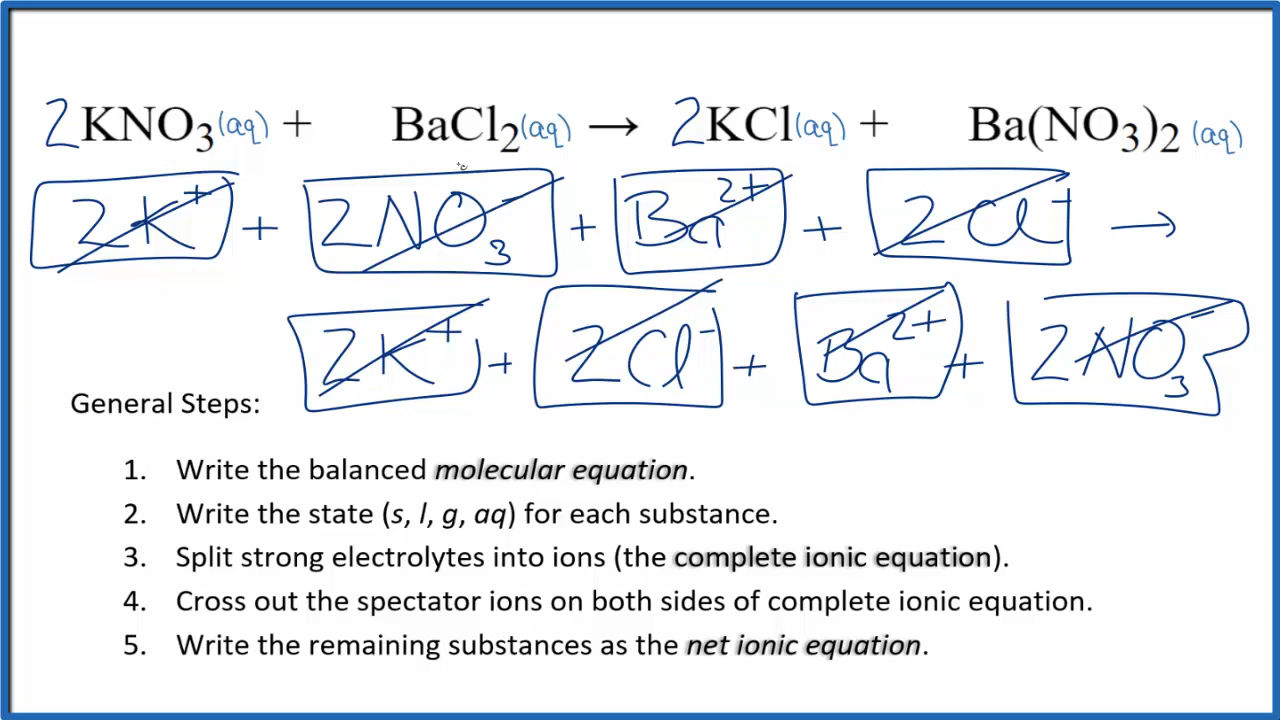 2KNO3(aq) + BaCl2(aq) → 2KCl(aq) + Ba(NO3)2(aq)
2K+ + 2NO3- + Ba2+ + 2Cl- →
2K+ + 2Cl- + Ba2+ + 2NO3-
General Steps:
1. Write the balanced molecular equation.
2. Write the state (s, l, g, aq) for each substance.
3. Split strong electrolytes into ions (the complete ionic equation).
4. Cross out the spectator ions on both sides of complete ionic equation.
5. Write the remaining substances as the net ionic equation.